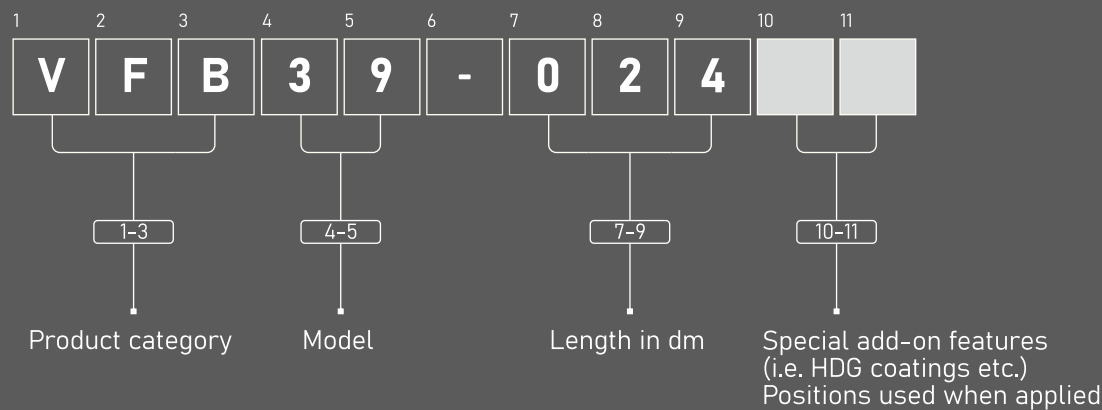 1 2 3 4 5 6 7 8 9 10 11
V F B 3 9 - 0 2 4
1-3 4-5 7-9 10-11
Product category Model Length in dm Special add-on features
(i.e. HDG coatings etc.)
Positions used when applied